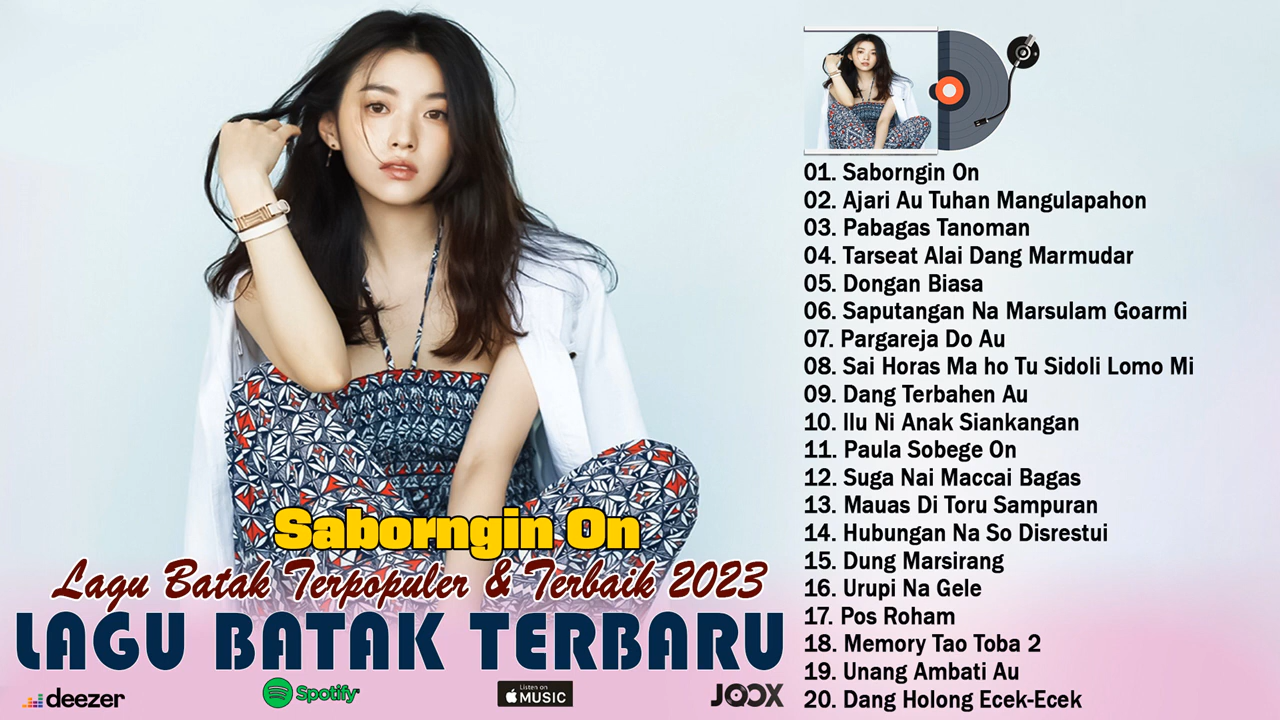 Saborngin On
Lagu Batak Terpopuler & Terbaik 2023
LAGU BATAK TERBARU
deezer
Spotify
Listen on
MUSIC
JOOX
01. Saborngin On
02. Ajari Au Tuhan Mangulapahon
03. Pabagas Tanoman
04. Tarseat Alai Dang Marmudar
05. Dongan Biasa
06. Saputangan Na Marsulam Goarmi
07. Pargareja Do Au
08. Sai Horas Ma ho Tu Sidoli Lomo Mi
09. Dang Terbahen Au
10. Ilu Ni Anak Siankangan
11. Paula Sobege On
12. Suga Nai Maccai Bagas
13. Mauas Di Toru Sampuran
14. Hubungan Na So Disrestui
15. Dung Marsirang
16. Urupi Na Gele
17. Pos Roham
18. Memory Tao Toba 2
19. Unang Ambati Au
20. Dang Holong Ecek-Ecek